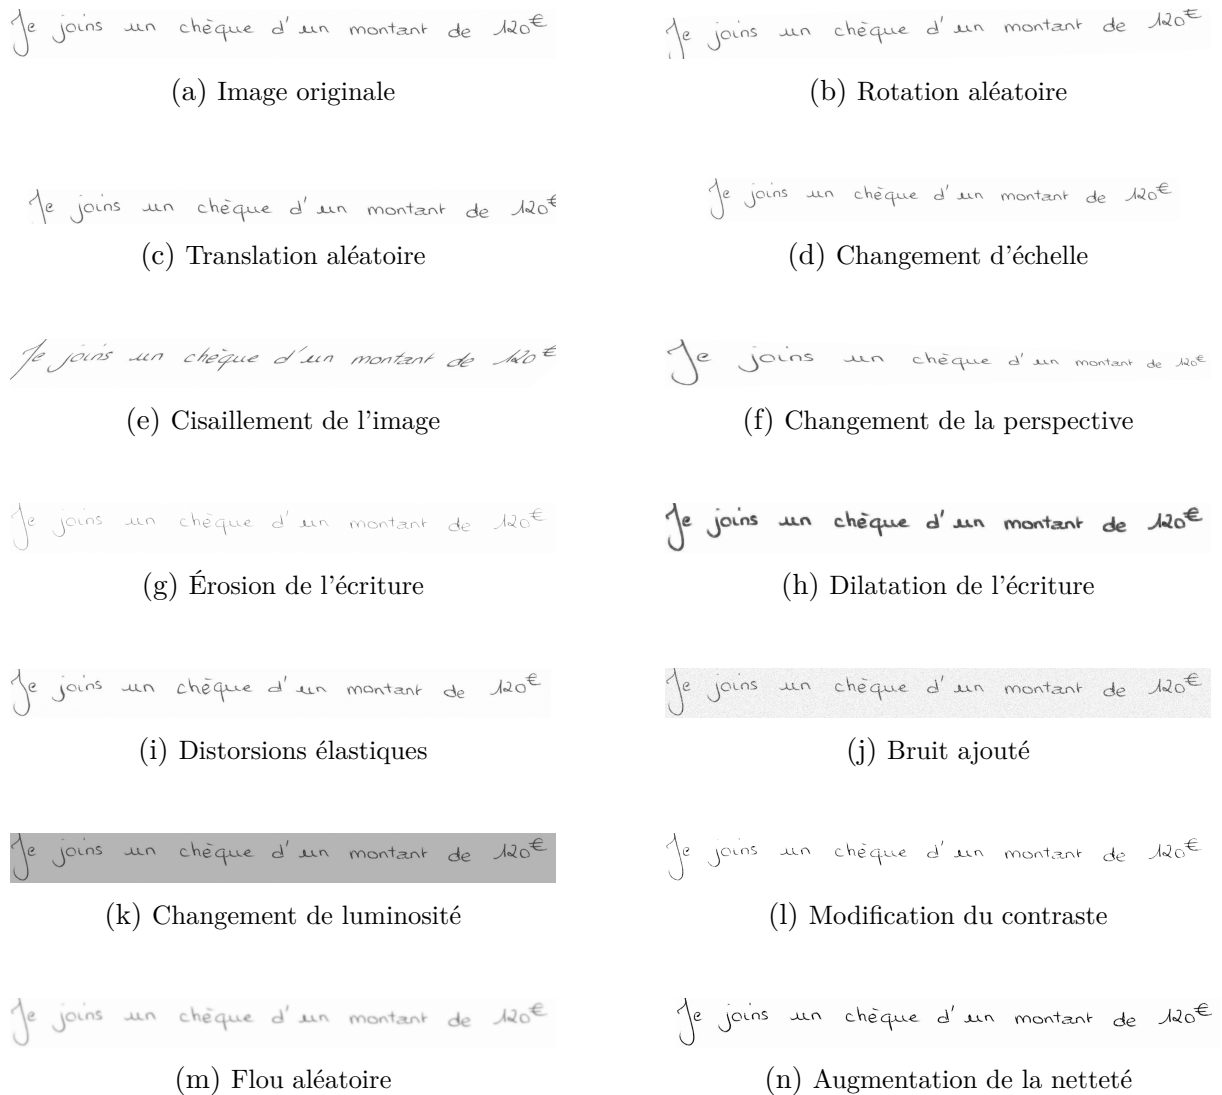 Je joins un chèque d'un montant de 120€
Je joins un chèque d'un montant de 120€
(a) Image originale
(b) Rotation aléatoire
Je joins un chèque d'un montant de 120€
Je joins un chèque d'un montant de 120€
(c) Translation aléatoire
(d) Changement d'échelle
Je joins un chèque d'un montant de 120€
Je joins un chèque d'un montant de 120€
(e) Cisaillement de l'image
(f) Changement de la perspective
Je joins un chèque d'un montant de 120€
Je joins un chèque d'un montant de 120€
(g) Érosion de l'écriture
(h) Dilatation de l'écriture
Je joins un chèque d'un montant de 120€
Je joins un chèque d'un montant de 120€
(i) Distorsions élastiques
(j) Bruit ajouté
Je joins un chèque d'un montant de 120€
Je joins un chèque d'un montant de 120€
(k) Changement de luminosité
(l) Modification du contraste
Je joins un chèque d'un montant de 120€
Je joins un chèque d'un montant de 120€
(m) Flou aléatoire
(n) Augmentation de la netteté